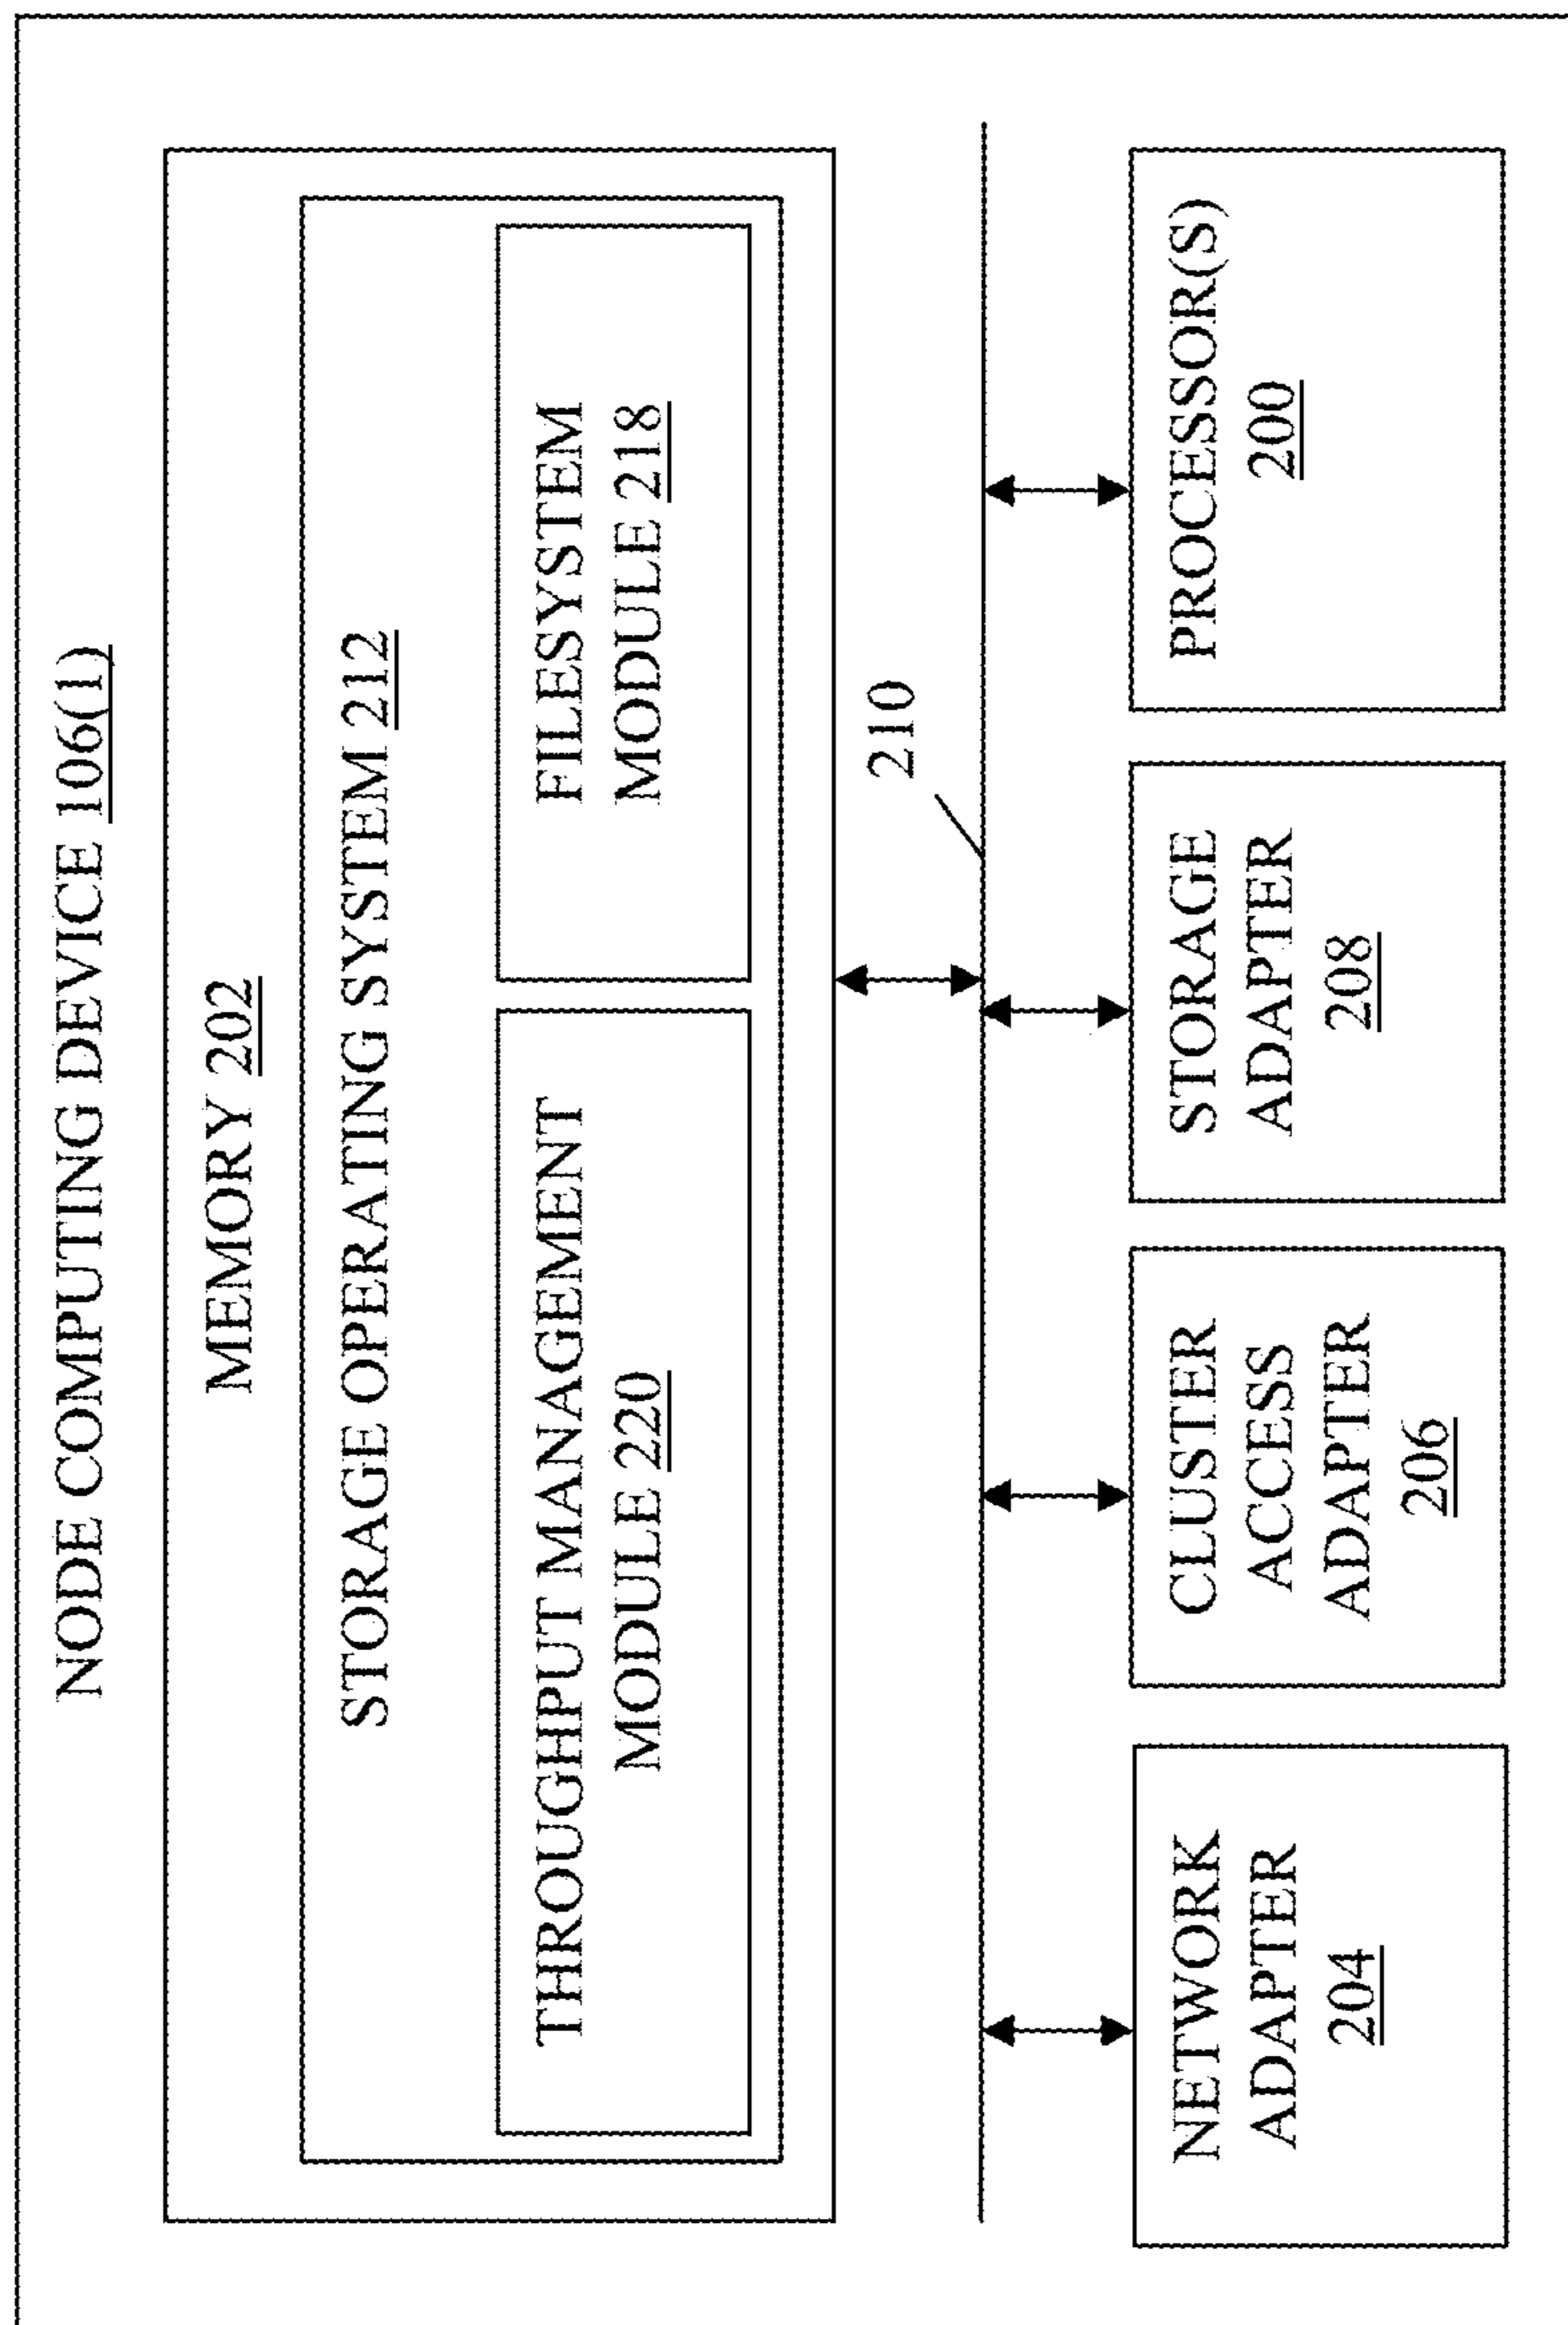 NODE COMPUTING DEVICE 106(1)
MEMORY 202
STORAGE OPERATING SYSTEM 212
THROUGHPUT MANAGEMENT
MODULE 220
FILESYSTEM
MODULE 218
210
NETWORK
ADAPTER
204
CLUSTER
ACCESS
ADAPTER
206
STORAGE
ADAPTER
208
PROCESSOR(S)
200